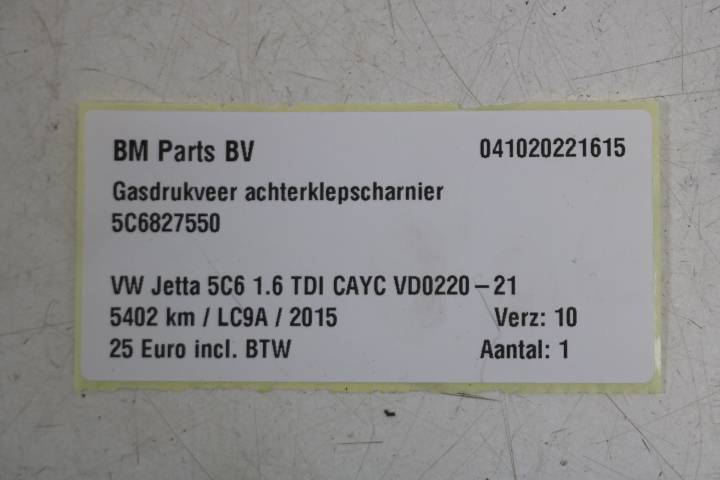 BM Parts BV 041020221615
Gasdrukveer achterklepscharnier
5C6827550
VW Jetta 5C6 1.6 TDI CAYC VD0220-21
5402 km / LC9A / 2015 Verz: 10
25 Euro incl. BTW Aantal: 1